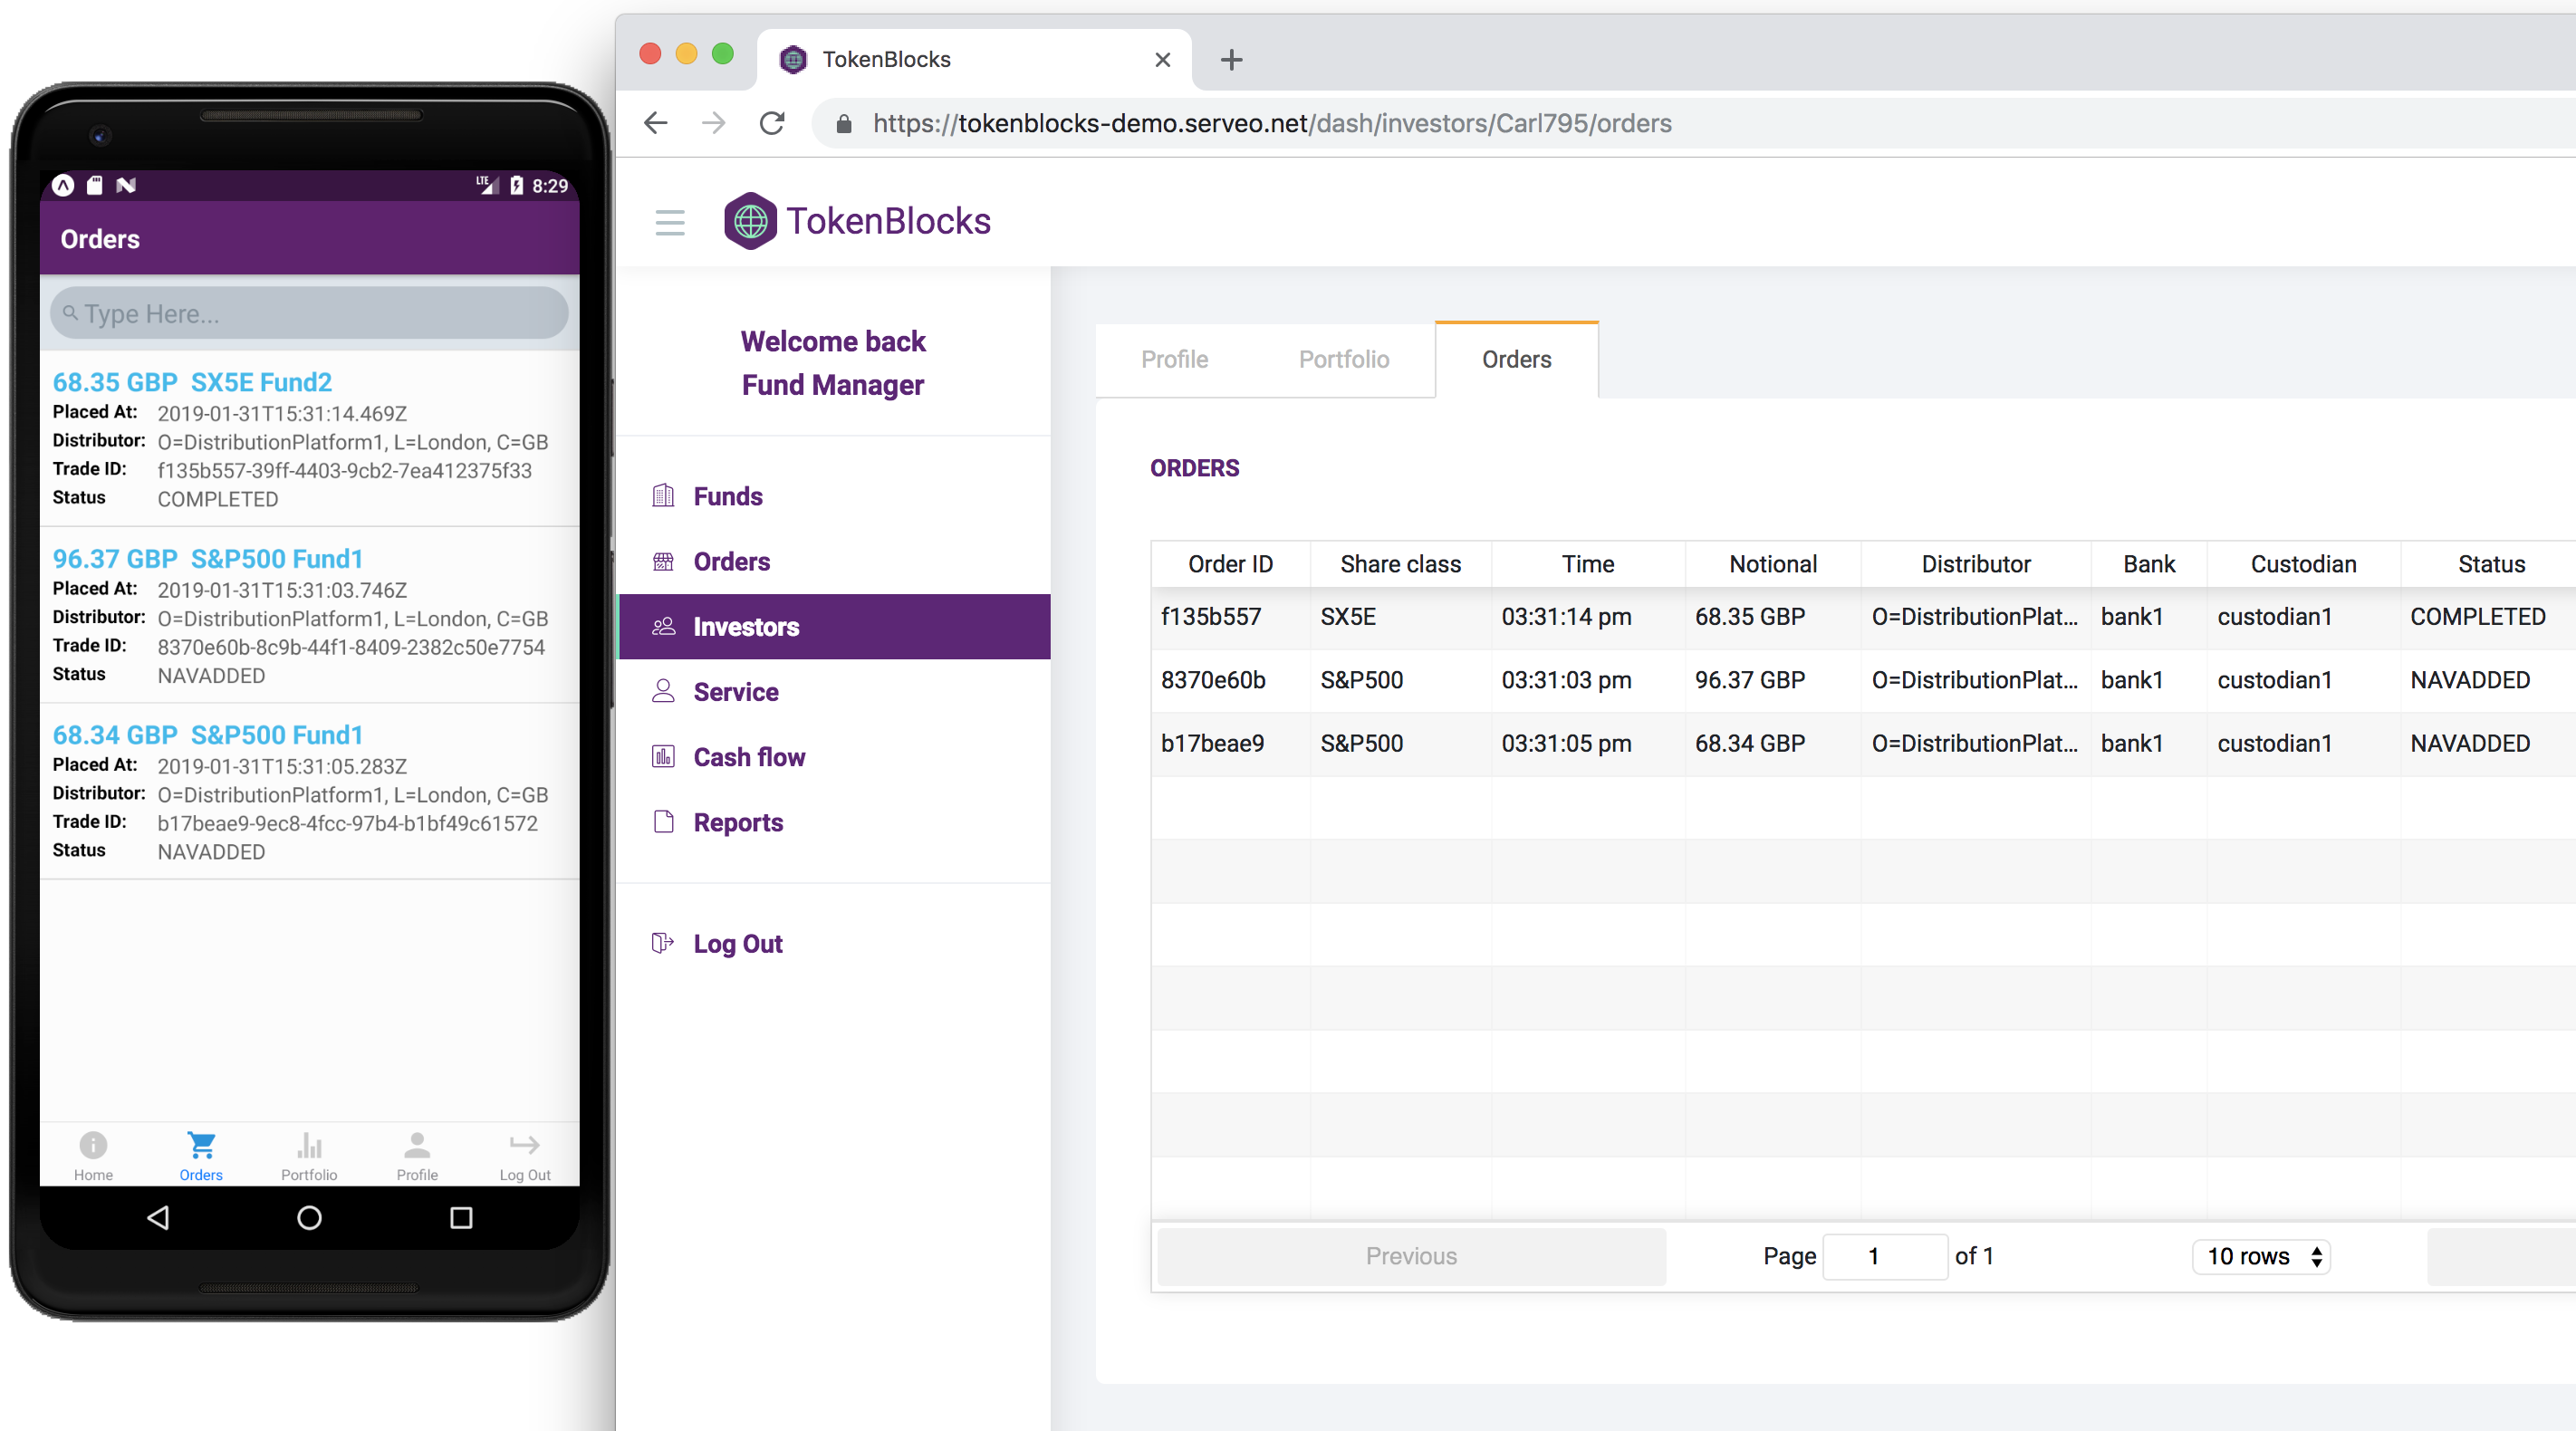 LTE 8:29
Orders
Type Here...
68.35 GBP SX5E Fund2
Placed At: 2019-01-31T15:31:14.469Z
Distributor: O=DistributionPlatform1, L=London, C=GB
Trade ID: f135b557-39ff-4403-9cb2-7ea412375f33
Status COMPLETED
96.37 GBP S&P500 Fund1
Placed At: 2019-01-31T15:31:03.746Z
Distributor: O=DistributionPlatform1, L=London, C=GB
Trade ID: 8370e60b-8c9b-44f1-8409-2382c50e7754
Status NAVADDED
68.34 GBP S&P500 Fund1
Placed At: 2019-01-31T15:31:05.283Z
Distributor: O=DistributionPlatform1, L=London, C=GB
Trade ID: b17beae9-9ec8-4fcc-97b4-b1bf49c61572
Status NAVADDED
Home Orders Portfolio Profile Log Out
TokenBlocks
https://tokenblocks-demo.serveo.net/dash/investors/Carl795/orders
TokenBlocks
Welcome back
Fund Manager
Funds
Orders
Investors
Service
Cash flow
Reports
Log Out
Profile Portfolio Orders
ORDERS
Order ID Share class Time Notional Distributor Bank Custodian Status
f135b557 SX5E 03:31:14 pm 68.35 GBP O=DistributionPlat... bank1 custodian1 COMPLETED
8370e60b S&P500 03:31:03 pm 96.37 GBP O=DistributionPlat... bank1 custodian1 NAVADDED
b17beae9 S&P500 03:31:05 pm 68.34 GBP O=DistributionPlat... bank1 custodian1 NAVADDED
Previous Page 1 of 1 10 rows